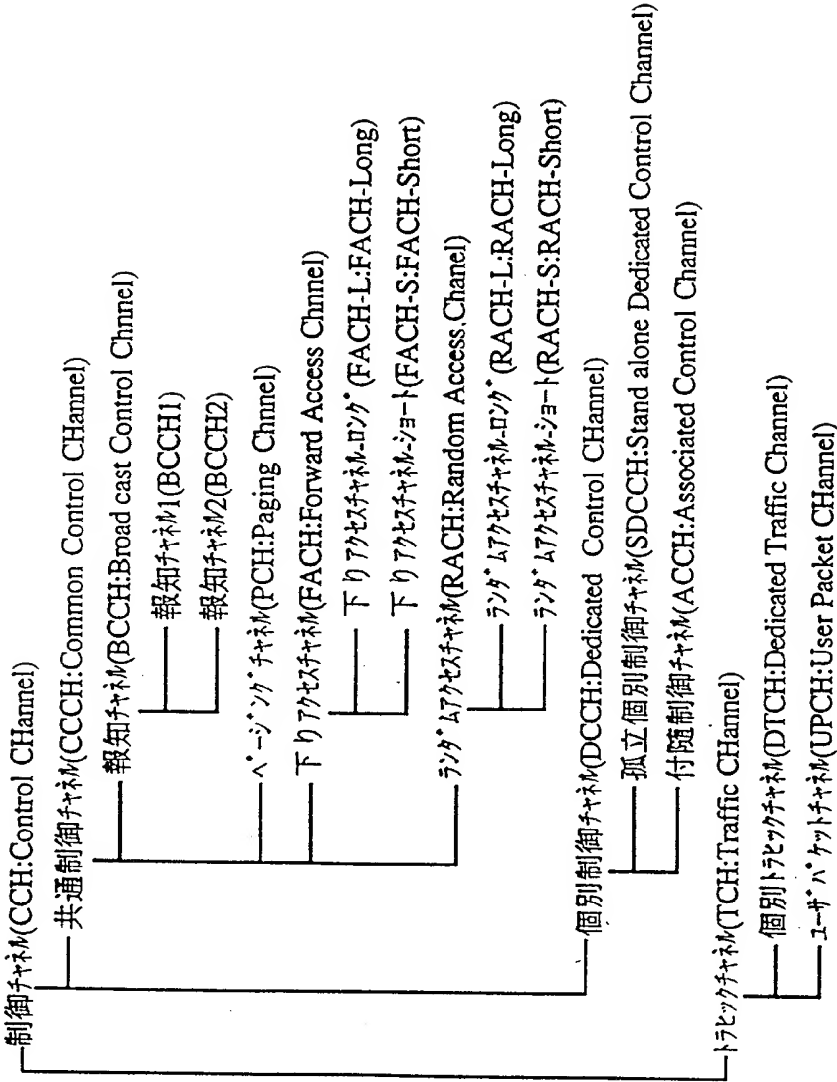 制御チャネル(CCH:Control CHannel)
共通制御チャネル(CCCH:Common Control CHannel)
報知チャネル(BCCH:Broad cast Control Chnnel)
報知チャネル1(BCCH1)
報知チャネル2(BCCH2)
ページングチャネル(PCH:Paging Chnnel)
下りアクセスチャネル(FACH:Forward Access Chnnel)
下りアクセスチャネル-ロング(FACH-L:FACH-Long)
下りアクセスチャネル-ショート(FACH-S:FACH-Short)
ランダムアクセスチャネル(RACH:Random Access,Chanel)
ランダムアクセスチャネル-ロング(RACH-L:RACH-Long)
ランダムアクセスチャネル-ショート(RACH-S:RACH-Short)
個別制御チャネル(DCCH:Dedicated Control CHannel)
孤立個別制御チャネル(SDCCH:Stand alone Dedicated Control Channel)
付随制御チャネル(ACCH:Associated Control Channel)
トラヒックチャネル(TCH:Traffic CHannel)
個別トラヒックチャネル(DTCH:Dedicated Traffic Channel)
ユーザパケットチャネル(UPCH:User Packet CHannel)